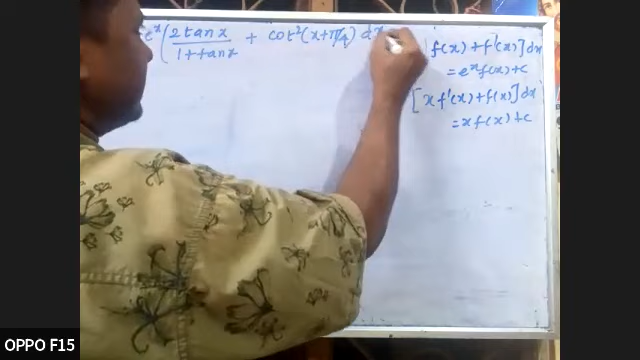 e^x(2tanx/1+tanx + cot²(x+π/4) dx
f(x)+f'(x)]dx
=e^x f(x)+c
[xf'(x)+f(x)]dx
=xf(x)+c
OPPO F15